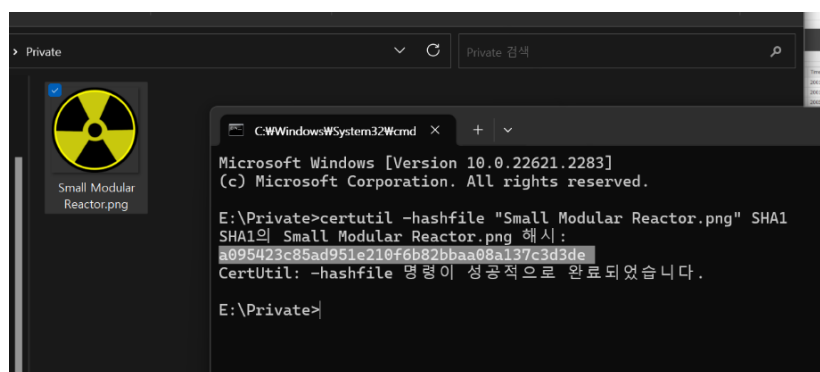 > Private
Private 검색
Small Modular
Reactor.png
C:₩Windows₩System32₩cmd
Microsoft Windows [Version 10.0.22621.2283]
(c) Microsoft Corporation. All rights reserved.
E:\Private>certutil -hashfile "Small Modular Reactor.png" SHA1
SHA1의 Small Modular Reactor.png 해시:
a095423c85ad951e210f6b82bbaa08a137c3d3de
CertUtil: -hashfile 명령이 성공적으로 완료되었습니다.
E:\Private>